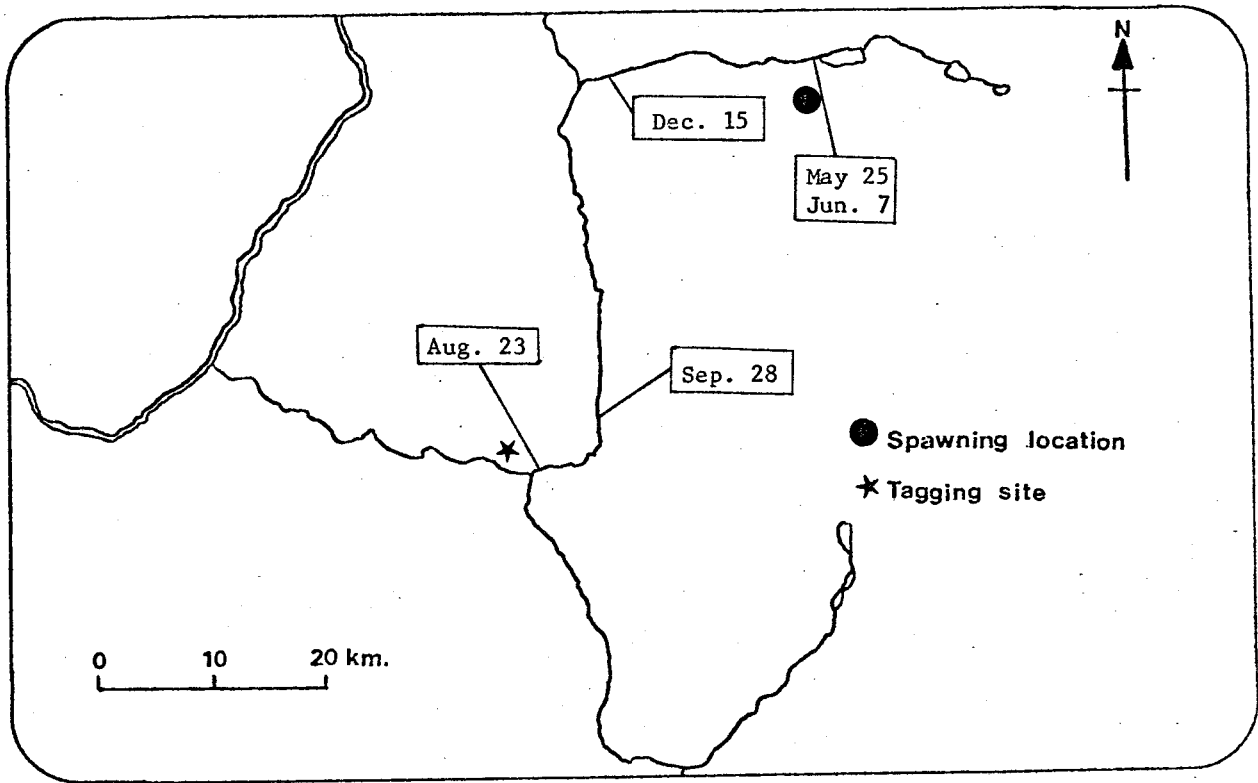 N
Dec. 15
May 25
Jun. 7
Aug. 23
Sep. 28
Spawning location
Tagging site
0 10 20 km.